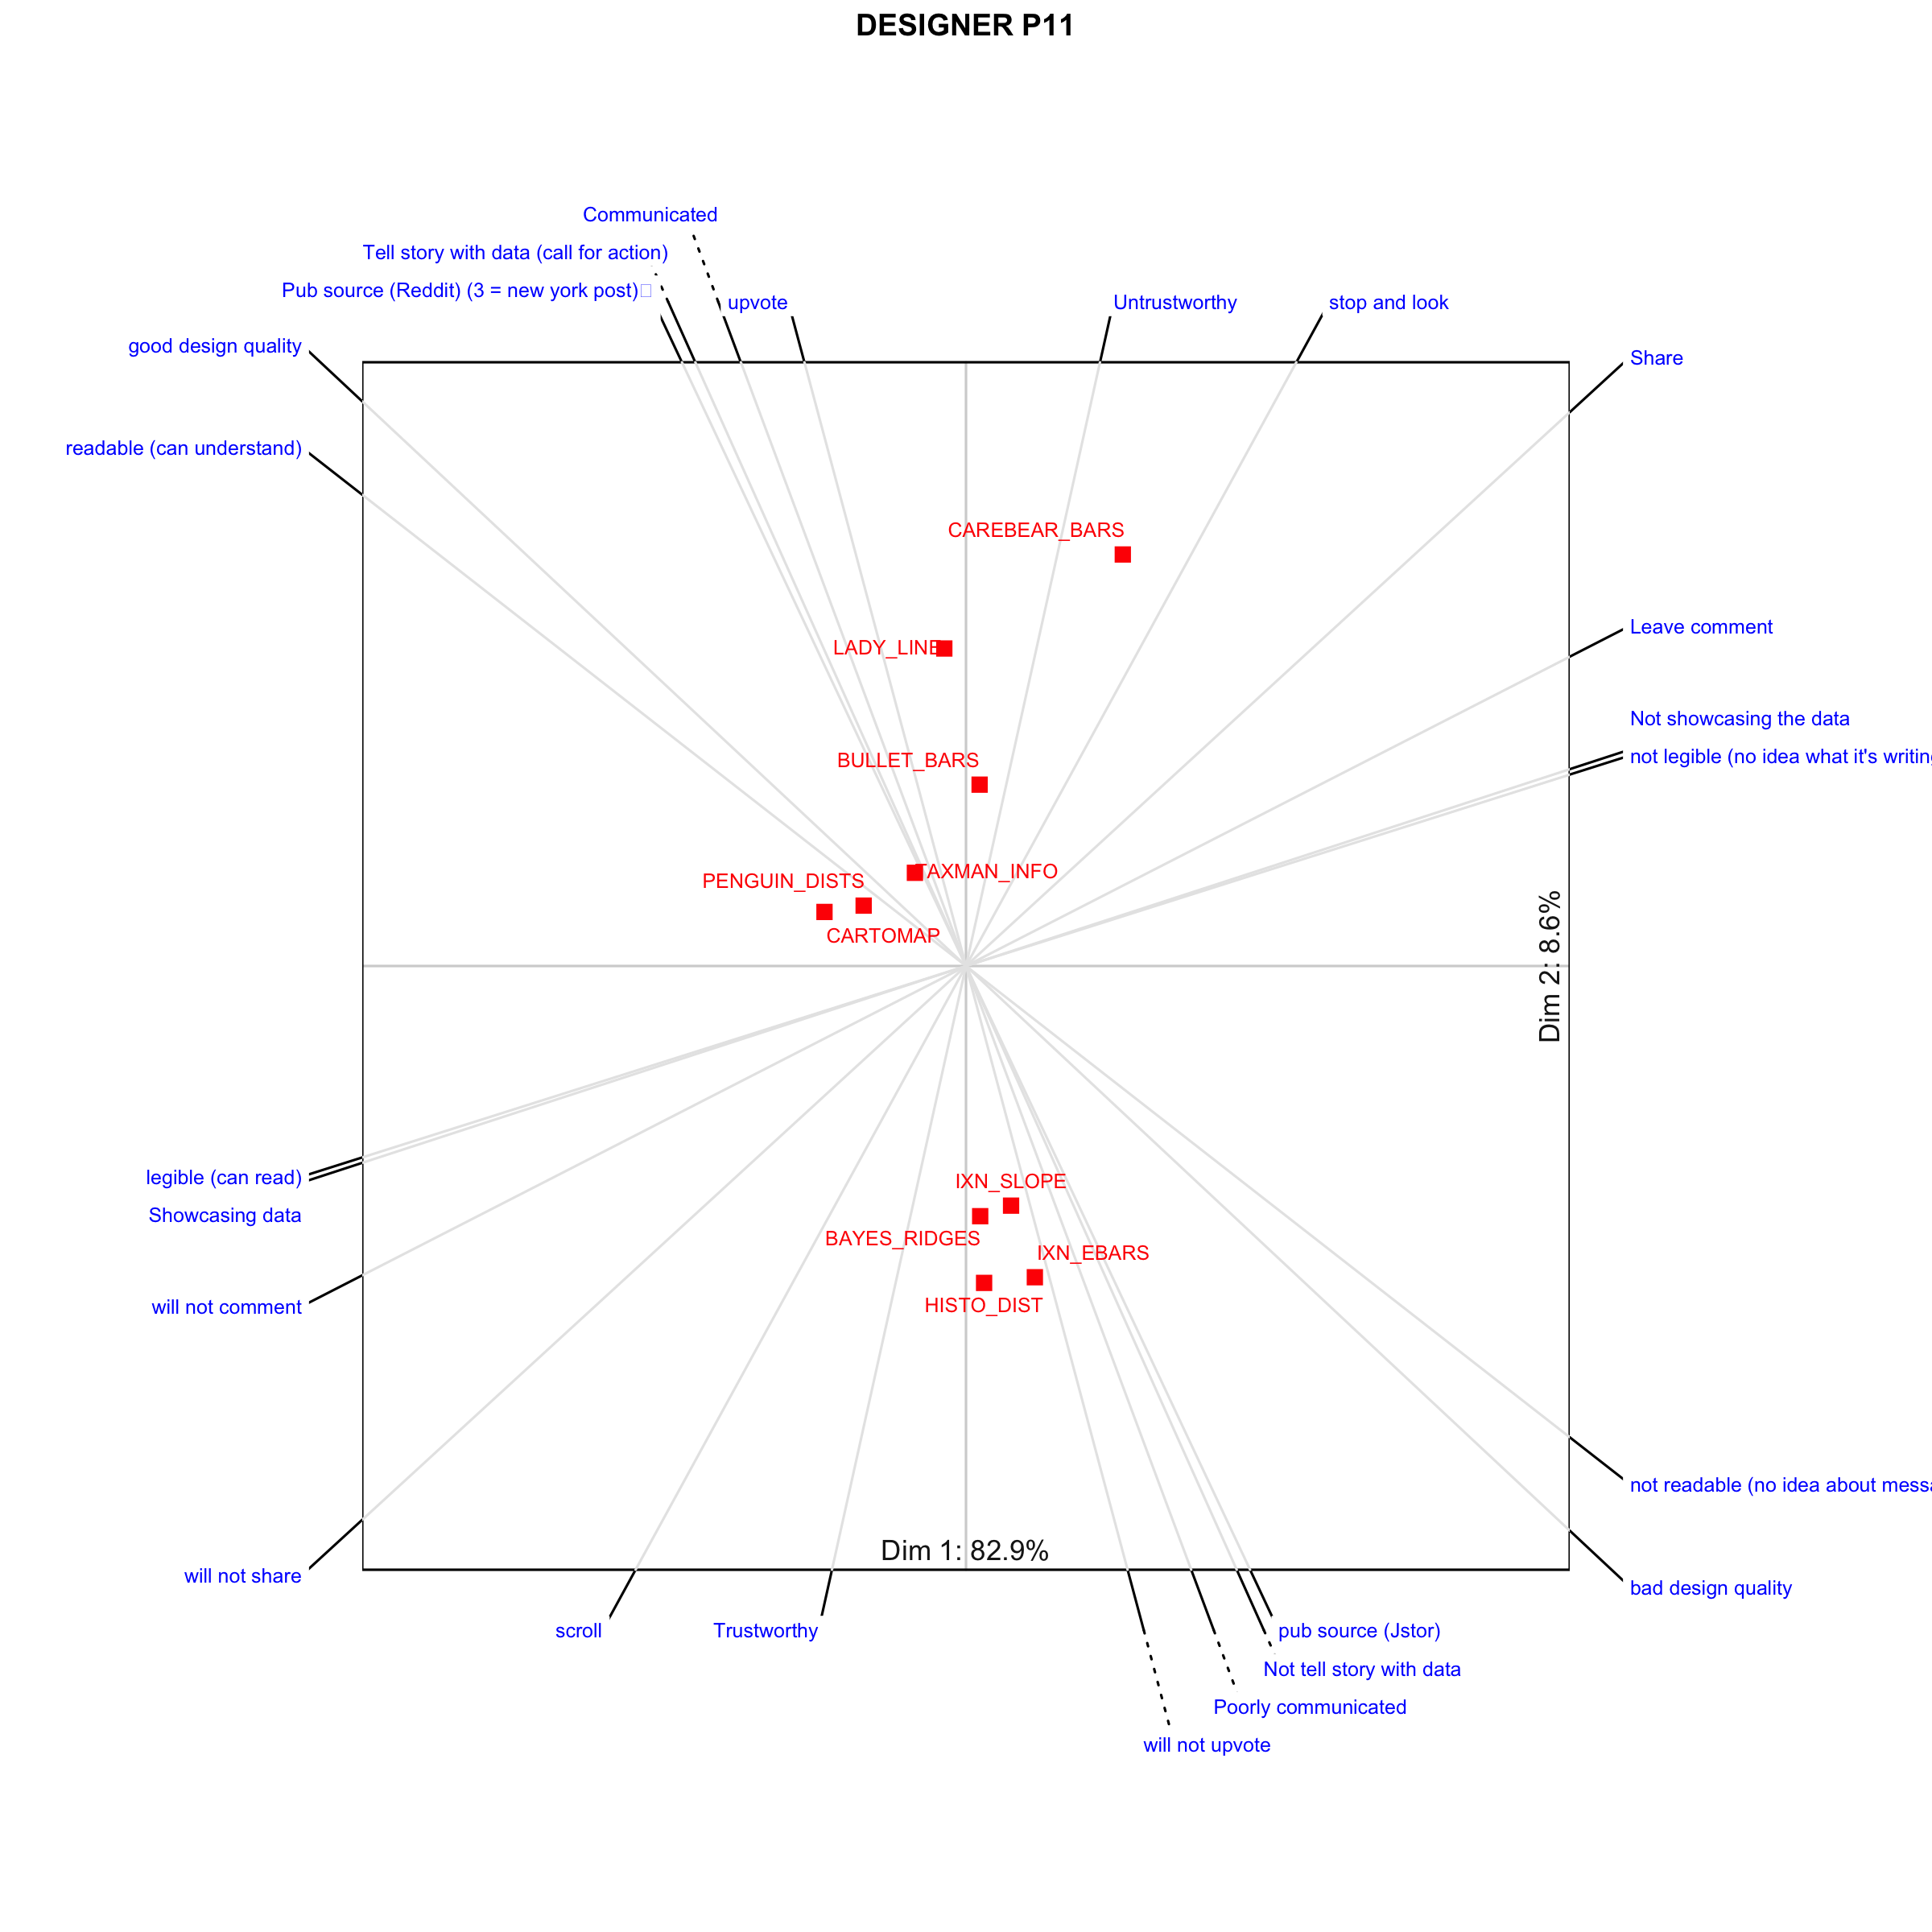 DESIGNER P11
Communicated
Tell story with data (call for action)
Pub source (Reddit) (3 = new york post)
upvote
Untrustworthy
stop and look
good design quality
Share
readable (can understand)
CAREBEAR_BARS
Leave comment
LADY_LINE
Not showcasing the data
not legible (no idea what it's writing
BULLET_BARS
TAXMAN_INFO
PENGUIN_DISTS
CARTOMAP
Dim 2: 8.6%
legible (can read)
IXN_SLOPE
Showcasing data
BAYES_RIDGES
IXN_EBARS
will not comment
HISTO_DIST
not readable (no idea about messa
Dim 1: 82.9%
will not share
bad design quality
scroll
Trustworthy
pub source (Jstor)
Not tell story with data
Poorly communicated
will not upvote